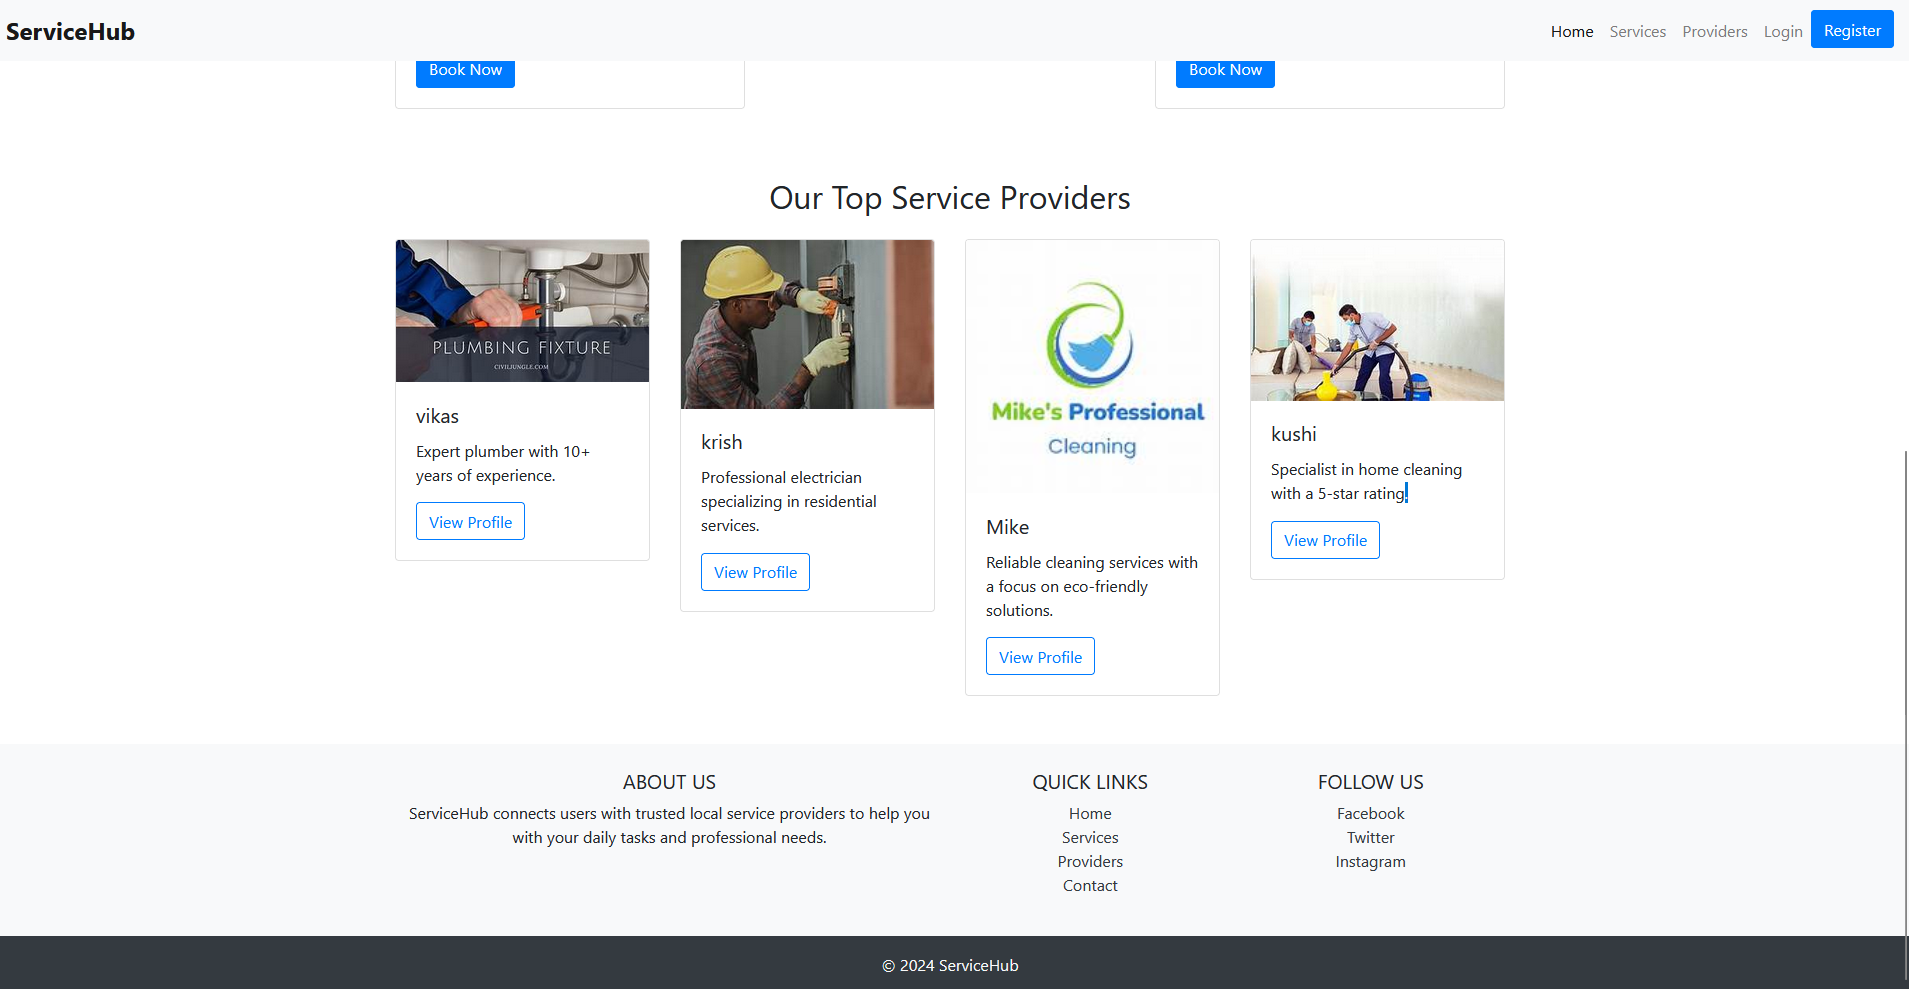 ServiceHub
Home Services Providers Login Register
Book Now Book Now
Our Top Service Providers
PLUMBING FIXTURE
CIVILJUNGLE.COM
vikas
Expert plumber with 10+
years of experience.
View Profile
krish
Professional electrician
specializing in residential
services.
View Profile
Mike's Professional
Cleaning
Mike
Reliable cleaning services with
a focus on eco-friendly
solutions.
View Profile
kushi
Specialist in home cleaning
with a 5-star rating.
View Profile
ABOUT US
ServiceHub connects users with trusted local service providers to help you
with your daily tasks and professional needs.
QUICK LINKS
Home
Services
Providers
Contact
FOLLOW US
Facebook
Twitter
Instagram
© 2024 ServiceHub